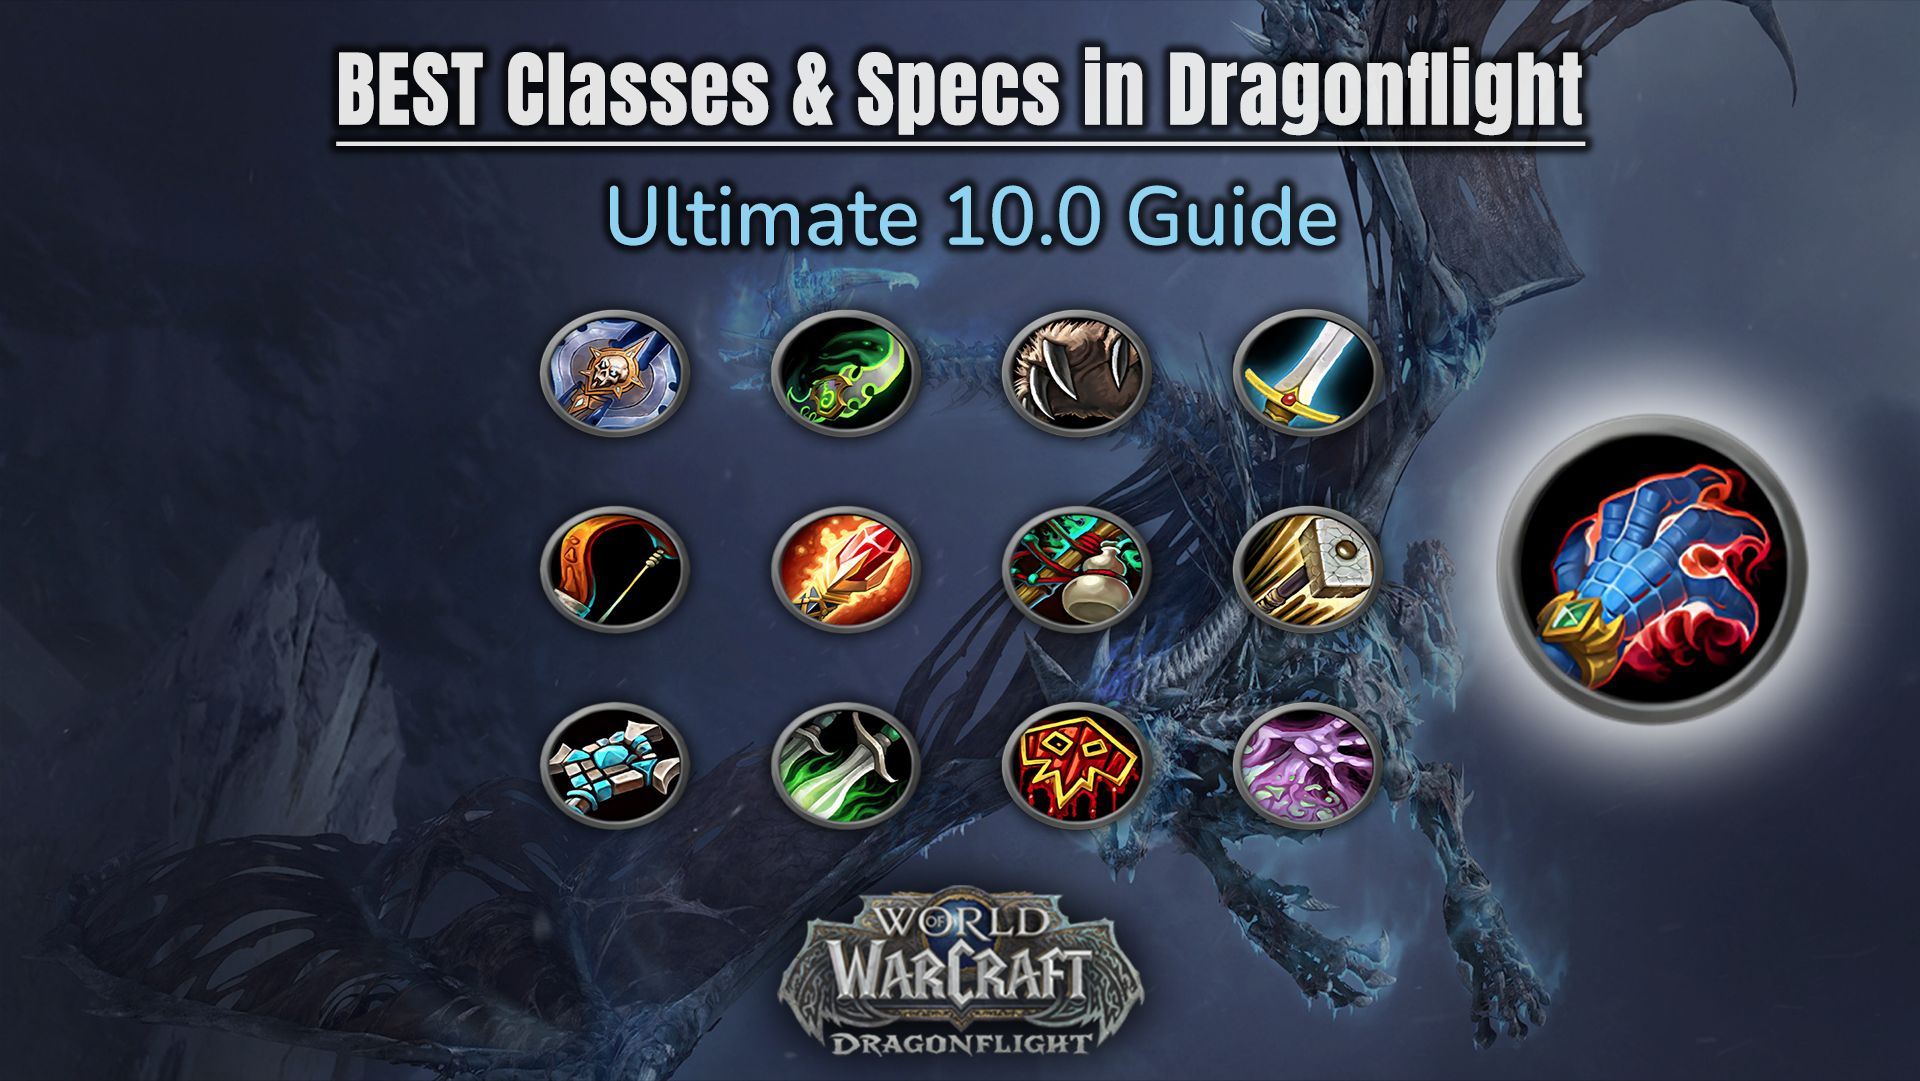 BEST Classes & Specs in Dragonflight
Ultimate 10.0 Guide
WORLD OF WARCRAFT
DRAGONFLIGHT